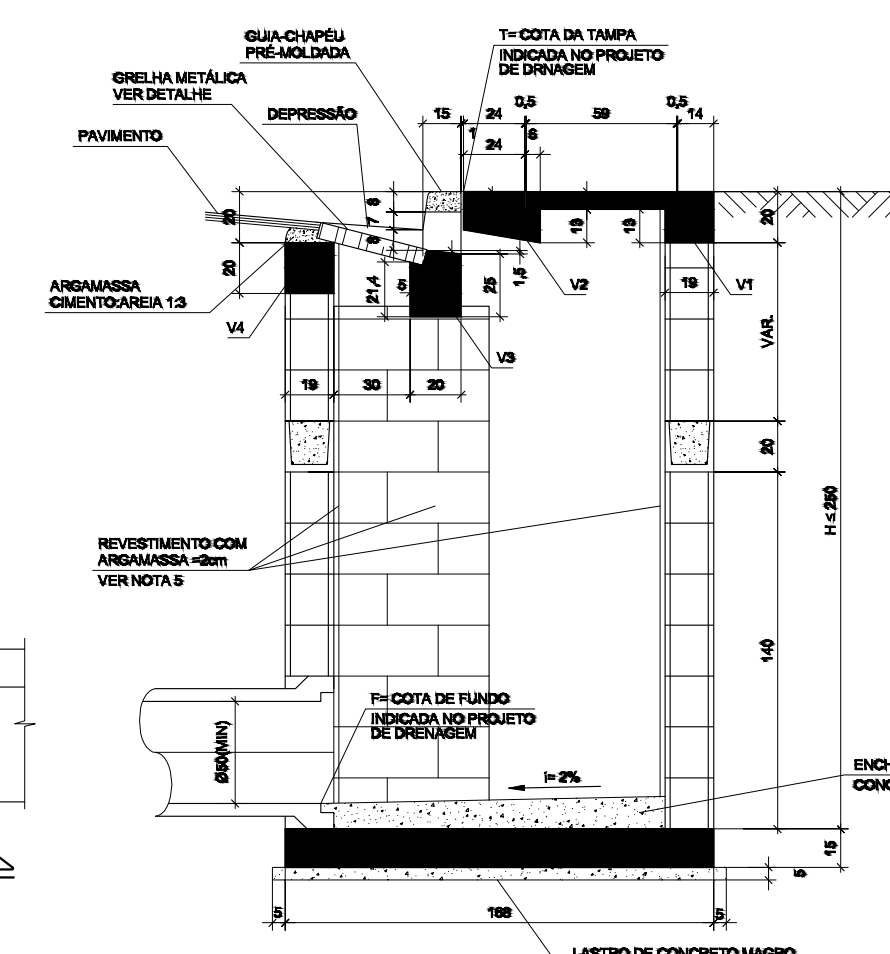 GUIA-CHAPÉU
PRÉ-MOLDADA
T= COTA DA TAMPA
INDICADA NO PROJETO
DE DRNAGEM
GRELHA METÁLICA
VER DETALHE
DEPRESSÃO
PAVIMENTO
15
24
0,5
59
0,5
14
1
24
6
20
20
7
13
13
20
1,5
21,4
5
25
19
V2
V1
ARGAMASSA
CIMENTO:AREIA 1:3
V4
V3
VAR.
19
30
20
20
H ≤ 250
REVESTIMENTO COM
ARGAMASSA =2cm
VER NOTA 5
140
F= COTA DE FUNDO
INDICADA NO PROJETO
DE DRENAGEM
Ø50(MIN)
i= 2%
ENCH
CONC
15
5
5
168
5
LASTRO DE CONCRETO MAGRO